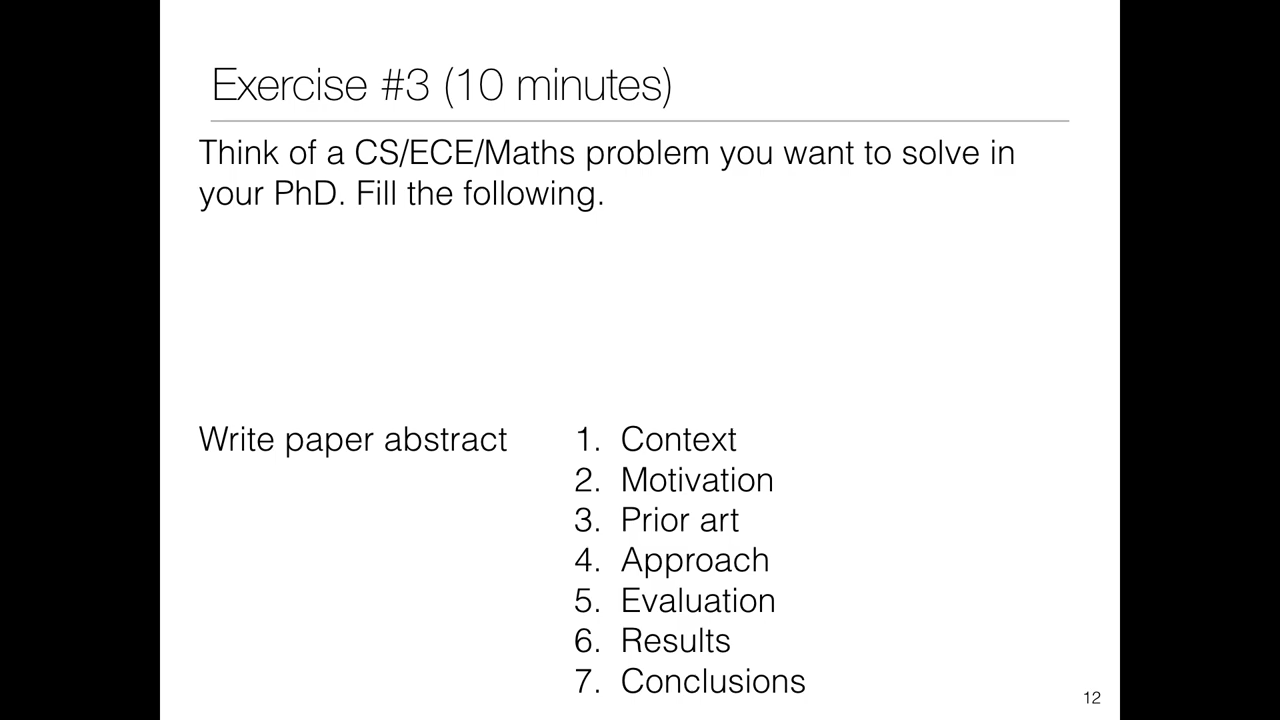 Exercise #3 (10 minutes)
Think of a CS/ECE/Maths problem you want to solve in
your PhD. Fill the following.
Write paper abstract
1. Context
2. Motivation
3. Prior art
4. Approach
5. Evaluation
6. Results
7. Conclusions
12